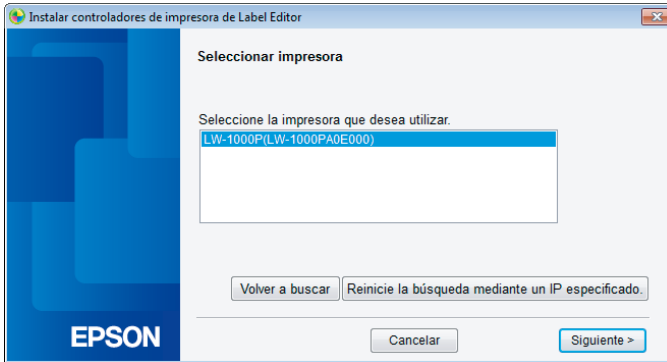 Instalar controladores de impresora de Label Editor
Seleccionar impresora
Seleccione la impresora que desea utilizar.
LW-1000P(LW-1000PA0E000)
Volver a buscar
Reinicie la búsqueda mediante un IP especificado.
EPSON
Cancelar
Siguiente >